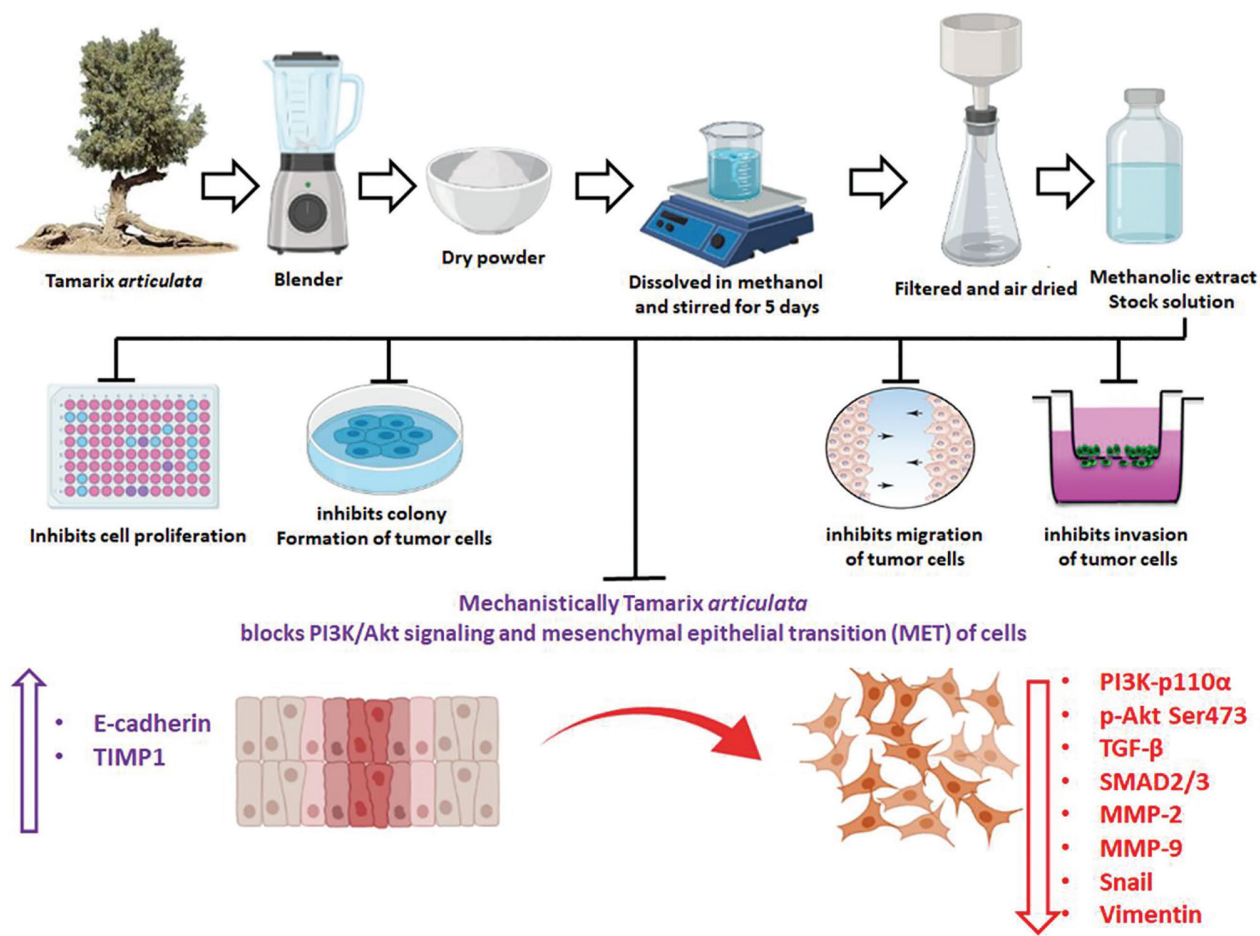 Tamarix articulata
Blender
Dry powder
Dissolved in methanol
and stirred for 5 days
Filtered and air dried
Methanolic extract
Stock solution
Inhibits cell proliferation
inhibits colony
Formation of tumor cells
inhibits migration
of tumor cells
inhibits invasion
of tumor cells
Mechanistically Tamarix articulata
blocks PI3K/Akt signaling and mesenchymal epithelial transition (MET) of cells
• E-cadherin
• TIMP1
• PI3K-p110α
• p-Akt Ser473
• TGF-β
• SMAD2/3
• MMP-2
• MMP-9
• Snail
• Vimentin